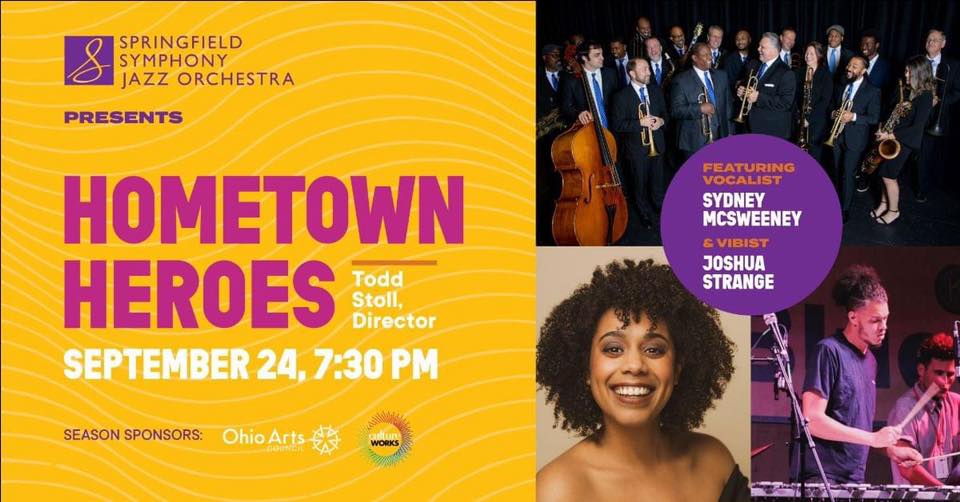 SPRINGFIELD
SYMPHONY
JAZZ ORCHESTRA
PRESENTS
HOMETOWN
HEROES
Todd
Stoll,
Director
SEPTEMBER 24, 7:30 PM
SEASON SPONSORS:
Ohio Arts
COUNCIL
culture
WORKS
FEATURING
VOCALIST
SYDNEY
MCSWEENEY
& VIBIST
JOSHUA
STRANGE